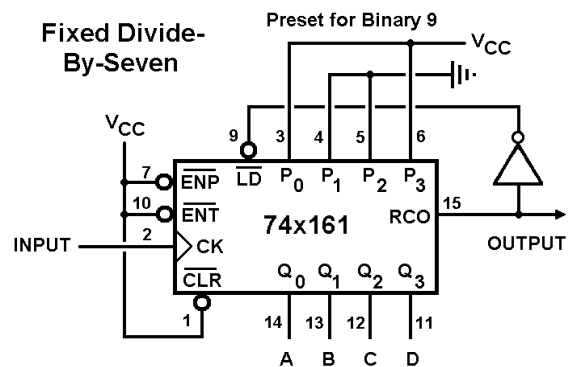 Fixed Divide-
By-Seven
Preset for Binary 9
VCC
VCC
9 3 4 5 6
7 ENP LD P0 P1 P2 P3
10 ENT 74x161 RCO 15
INPUT 2 CK OUTPUT
CLR Q0 Q1 Q2 Q3
1 14 13 12 11
A B C D